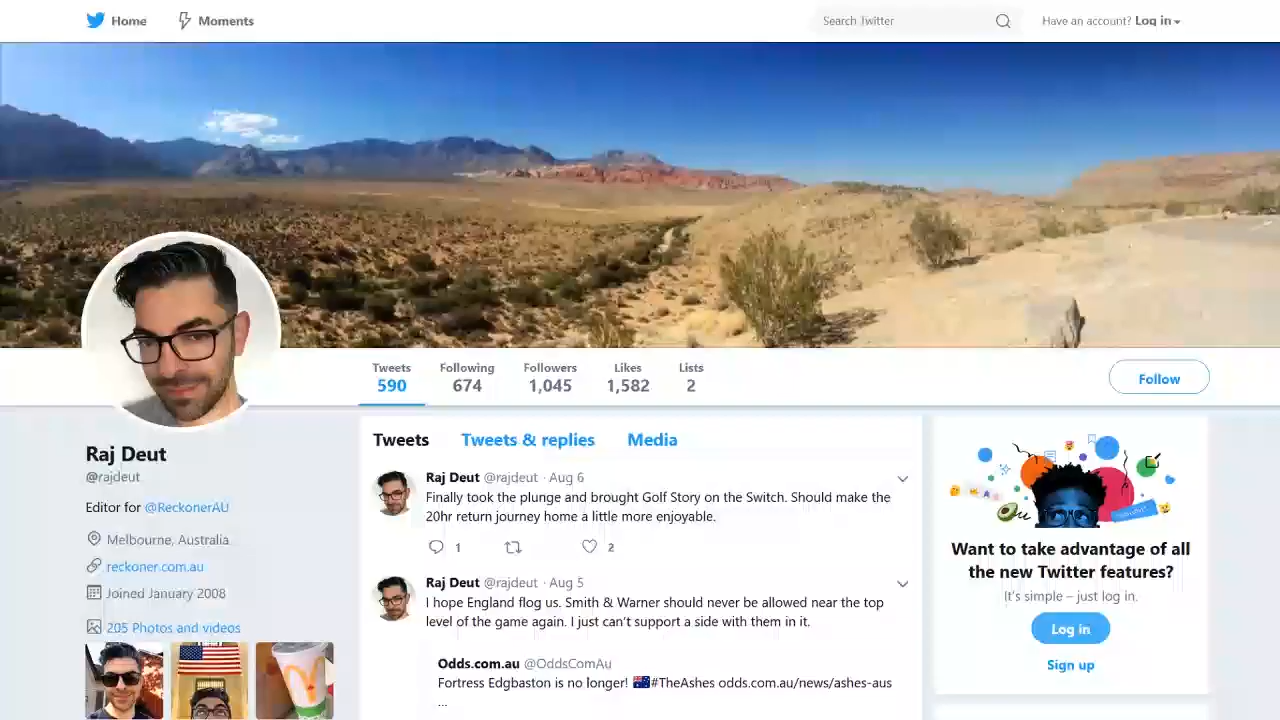 Home
Moments
Search Twitter
Have an account? Log in
Tweets
590
Following
674
Followers
1,045
Likes
1,582
Lists
2
Follow
Raj Deut
@rajdeut
Editor for @ReckonerAU
Melbourne, Australia
reckoner.com.au
Joined January 2008
205 Photos and videos
Tweets
Tweets & replies
Media
Raj Deut @rajdeut · Aug 6
Finally took the plunge and brought Golf Story on the Switch. Should make the
20hr return journey home a little more enjoyable.
1
2
Raj Deut @rajdeut · Aug 5
I hope England flog us. Smith & Warner should never be allowed near the top
level of the game again. I just can't support a side with them in it.
Odds.com.au @OddsComAu
Fortress Edgbaston is no longer! 🇦🇺#TheAshes odds.com.au/news/ashes-aus
...
Want to take advantage of all
the new Twitter features?
It's simple – just log in.
Log in
Sign up